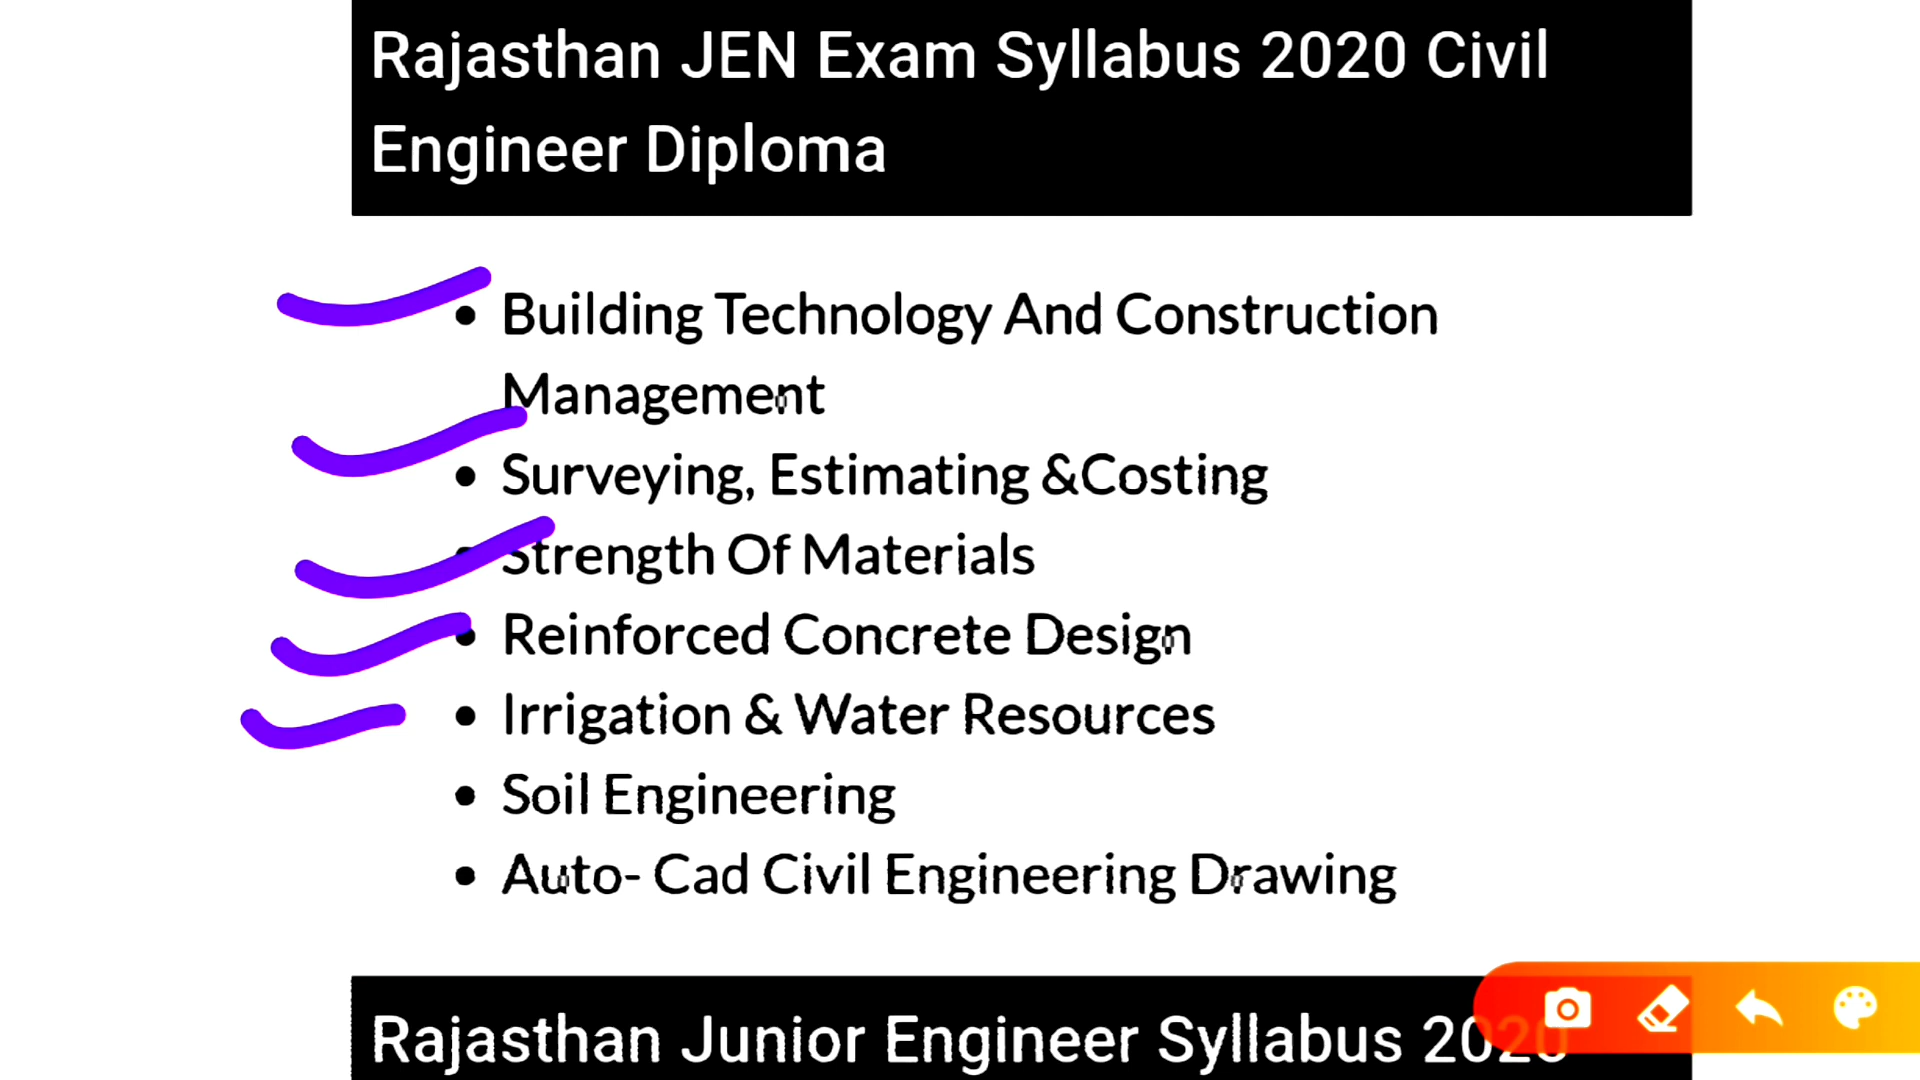 Rajasthan JEN Exam Syllabus 2020 Civil
Engineer Diploma
• Building Technology And Construction
Management
• Surveying, Estimating &Costing
• Strength Of Materials
• Reinforced Concrete Design
• Irrigation & Water Resources
• Soil Engineering
• Auto- Cad Civil Engineering Drawing
Rajasthan Junior Engineer Syllabus 2020